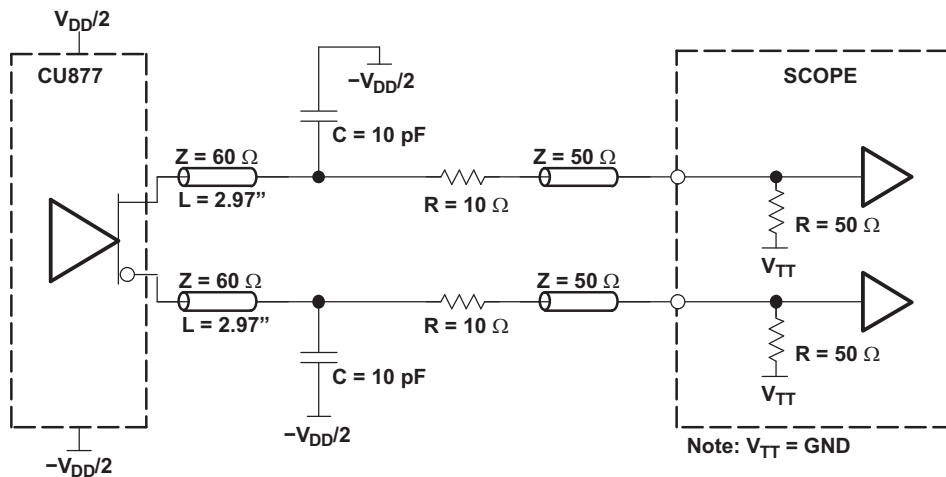 V_DD/2
CU877
−V_DD/2
C = 10 pF
Z = 60 Ω
L = 2.97”
R = 10 Ω
Z = 50 Ω
SCOPE
R = 50 Ω
V_TT
Z = 60 Ω
L = 2.97”
C = 10 pF
−V_DD/2
R = 10 Ω
Z = 50 Ω
R = 50 Ω
V_TT
−V_DD/2
Note: V_TT = GND